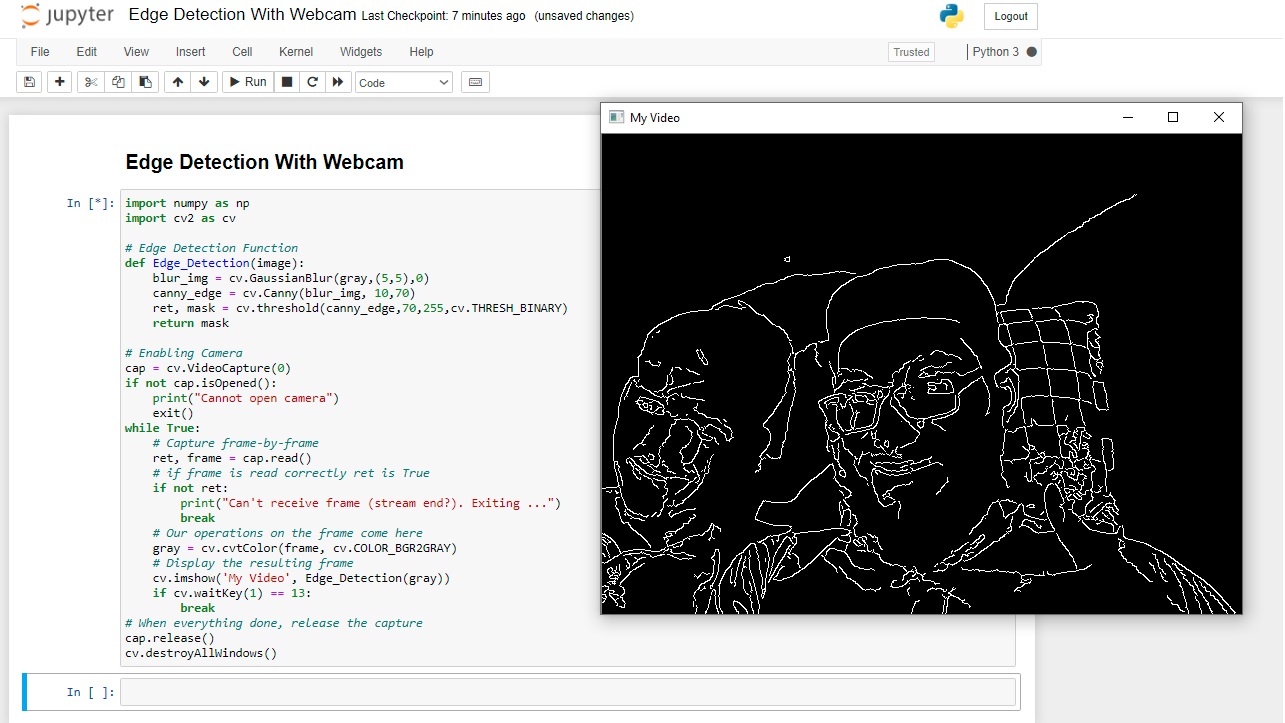 jupyter Edge Detection With Webcam Last Checkpoint: 7 minutes ago (unsaved changes) Logout
File Edit View Insert Cell Kernel Widgets Help Trusted Python 3
Run Code
My Video
Edge Detection With Webcam
In [*]:
import numpy as np
import cv2 as cv
# Edge Detection Function
def Edge_Detection(image):
    blur_img = cv.GaussianBlur(gray,(5,5),0)
    canny_edge = cv.Canny(blur_img, 10,70)
    ret, mask = cv.threshold(canny_edge,70,255,cv.THRESH_BINARY)
    return mask
# Enabling Camera
cap = cv.VideoCapture(0)
if not cap.isOpened():
    print("Cannot open camera")
    exit()
while True:
    # Capture frame-by-frame
    ret, frame = cap.read()
    # if frame is read correctly ret is True
    if not ret:
        print("Can't receive frame (stream end?). Exiting ...")
        break
    # Our operations on the frame come here
    gray = cv.cvtColor(frame, cv.COLOR_BGR2GRAY)
    # Display the resulting frame
    cv.imshow('My Video', Edge_Detection(gray))
    if cv.waitKey(1) == 13:
        break
# When everything done, release the capture
cap.release()
cv.destroyAllWindows()
In [ ]: